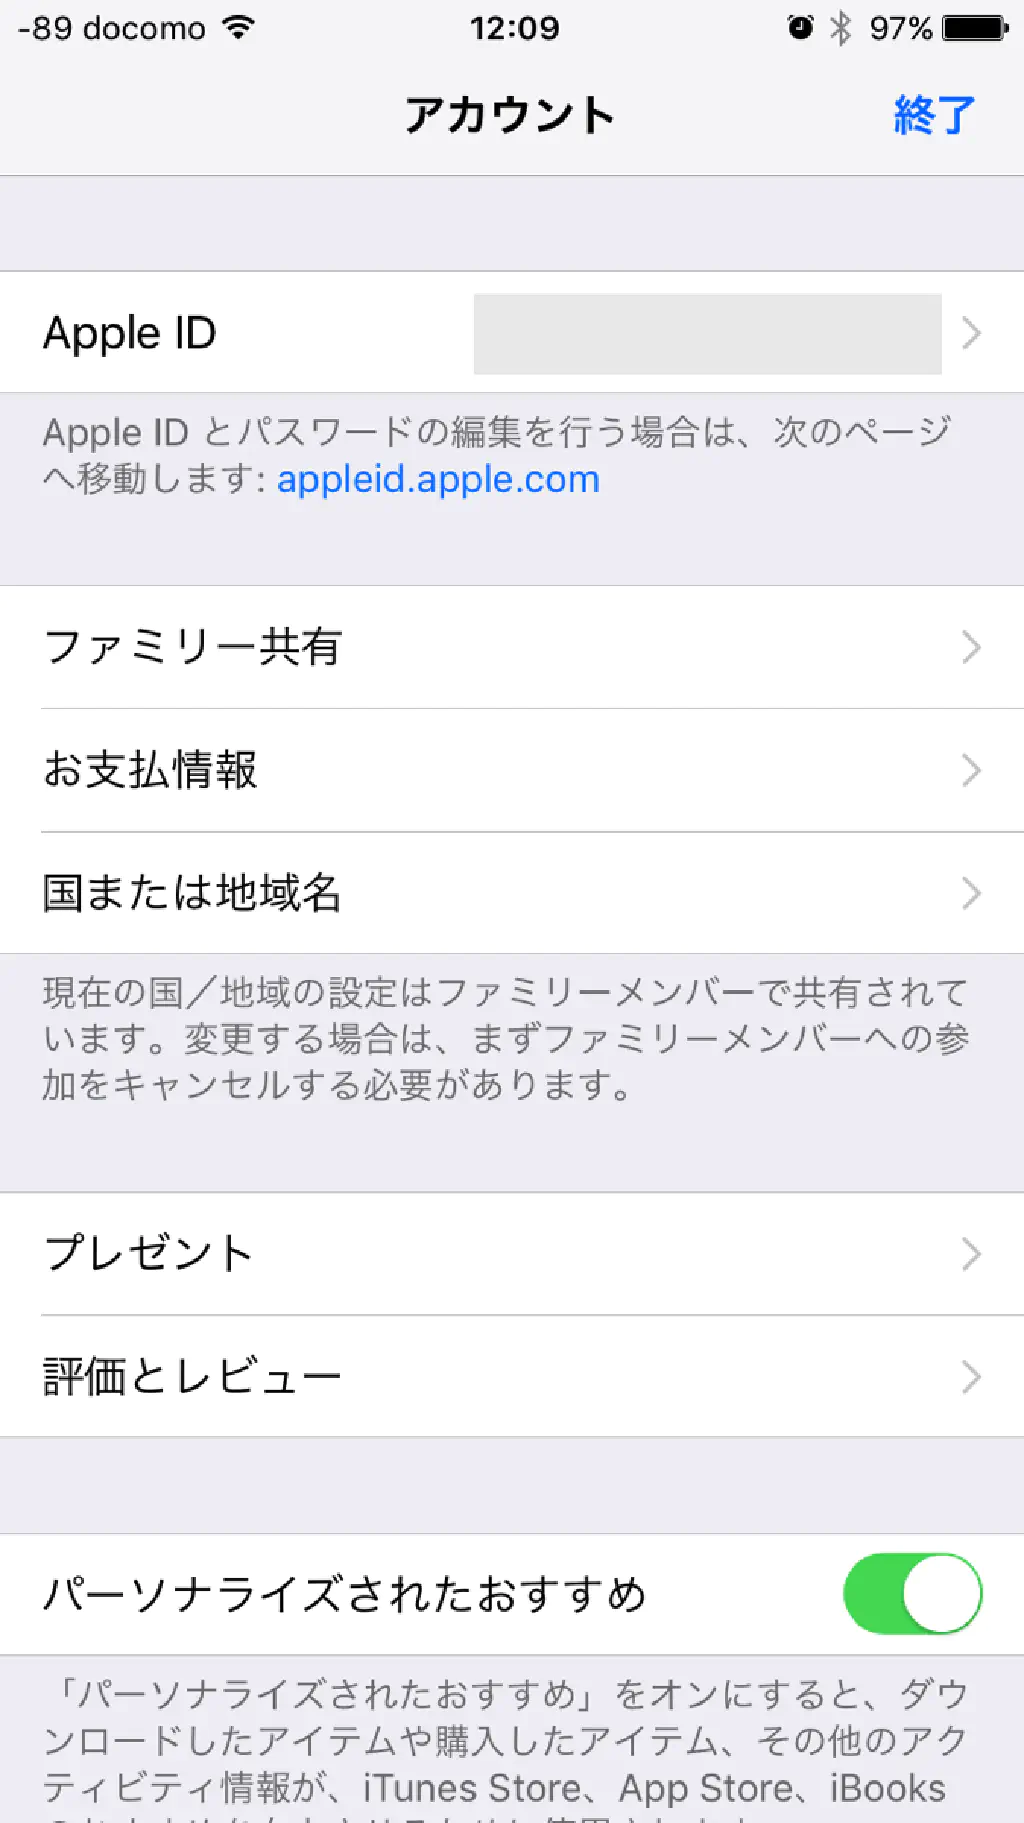 -89 docomo 12:09 97%
アカウント 終了
Apple ID
Apple ID とパスワードの編集を行う場合は、次のページ
へ移動します: appleid.apple.com
ファミリー共有
お支払情報
国または地域名
現在の国／地域の設定はファミリーメンバーで共有されて
います。変更する場合は、まずファミリーメンバーへの参
加をキャンセルする必要があります。
プレゼント
評価とレビュー
パーソナライズされたおすすめ
「パーソナライズされたおすすめ」をオンにすると、ダウ
ンロードしたアイテムや購入したアイテム、その他のアク
ティビティ情報が、iTunes Store、App Store、iBooks